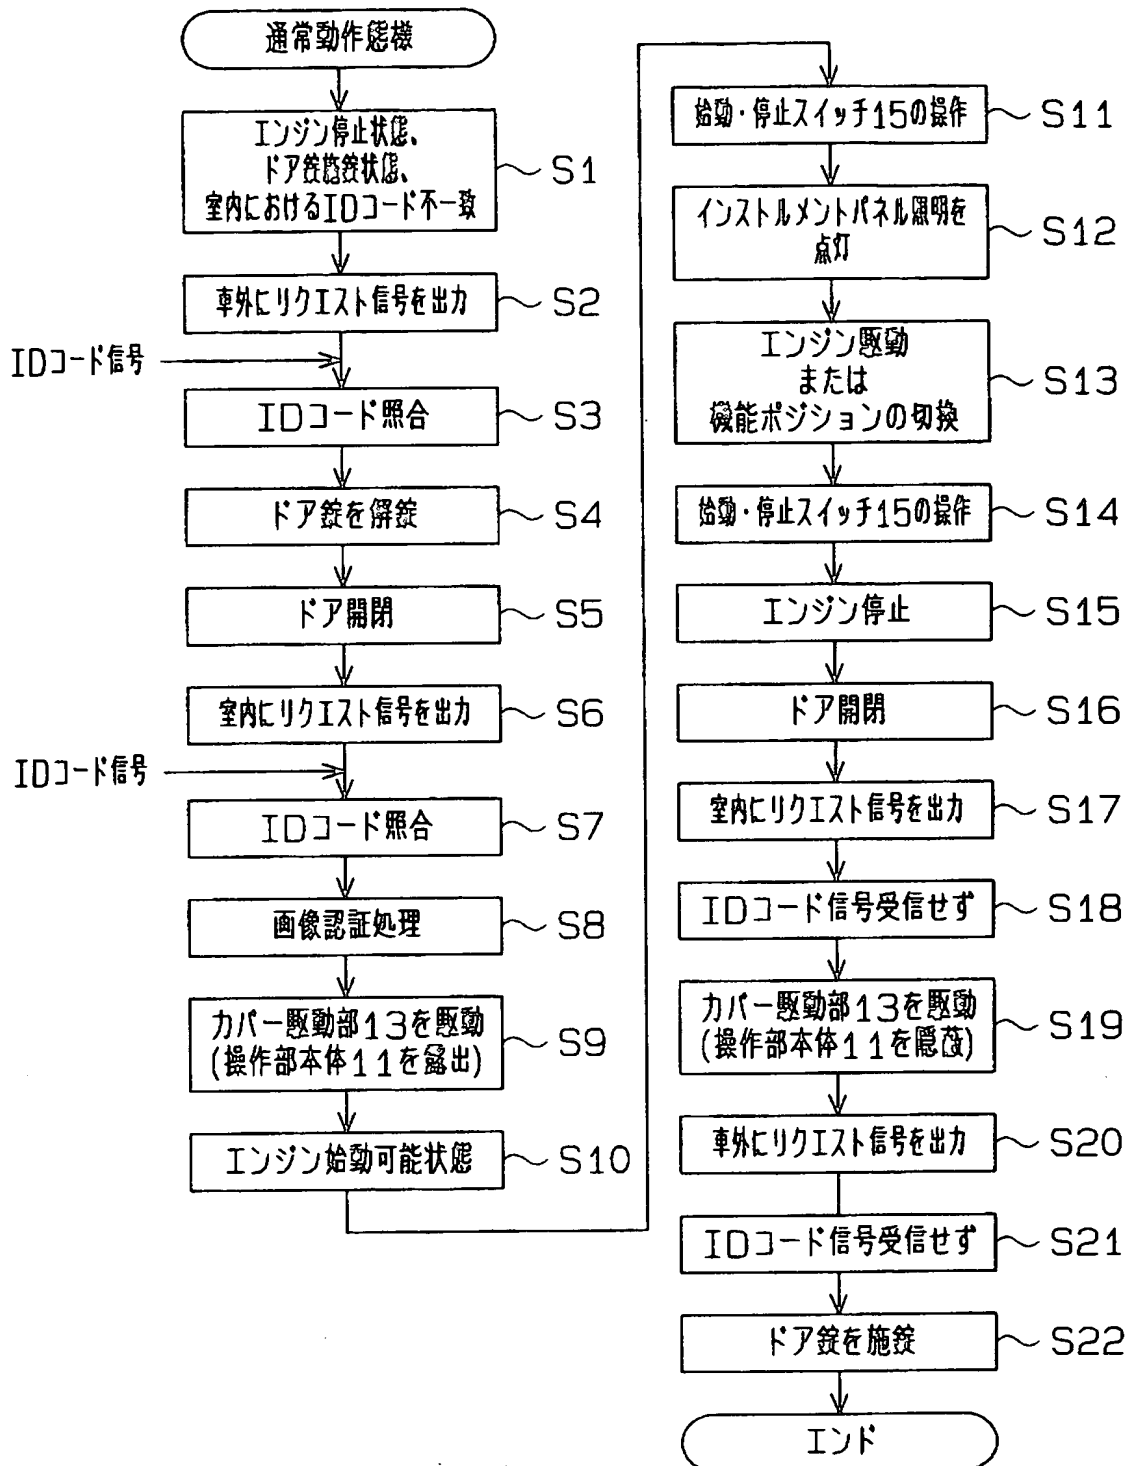 通常動作態機
エンジン停止状態、
ドア錠施錠状態、
室内におけるIDコード不一致
S1
車外にリクエスト信号を出力
S2
IDコード信号
IDコード照合
S3
ドア錠を解錠
S4
ドア開閉
S5
室内にリクエスト信号を出力
S6
IDコード信号
IDコード照合
S7
画像認証処理
S8
カバー駆動部13を駆動
(操作部本体11を露出)
S9
エンジン始動可能状態
S10
始動・停止スイッチ15の操作
S11
インストルメントパネル照明を
点灯
S12
エンジン駆動
または
機能ポジションの切換
S13
始動・停止スイッチ15の操作
S14
エンジン停止
S15
ドア開閉
S16
室内にリクエスト信号を出力
S17
IDコード信号受信せず
S18
カバー駆動部13を駆動
(操作部本体11を隠蔽)
S19
車外にリクエスト信号を出力
S20
IDコード信号受信せず
S21
ドア錠を施錠
S22
エンド